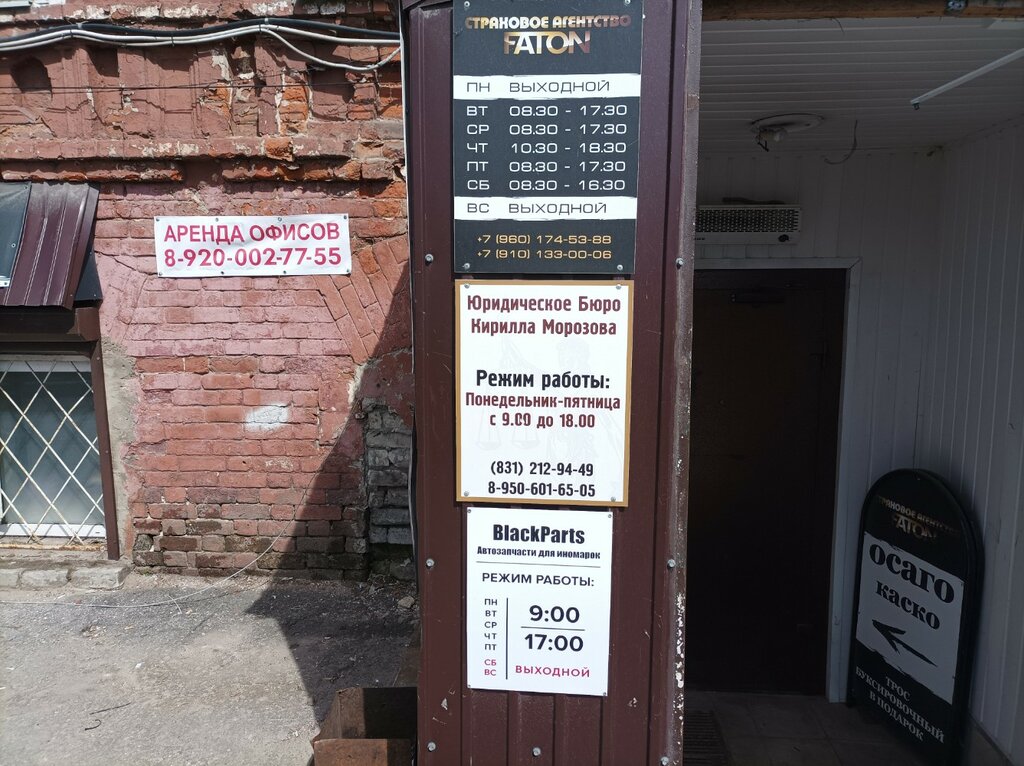 АРЕНДА ОФИСОВ
8-920-002-77-55
СТРАХОВОЕ АГЕНТСТВО
FATON
ПН ВЫХОДНОЙ
ВТ 08.30 - 17.30
СР 08.30 - 17.30
ЧТ 10.30 - 18.30
ПТ 08.30 - 17.30
СБ 08.30 - 16.30
ВС ВЫХОДНОЙ
+7 (960) 174-53-88
+7 (910) 133-00-06
Юридическое Бюро
Кирилла Морозова
Режим работы:
Понедельник-пятница
с 9.00 до 18.00
(831) 212-94-49
8-950-601-65-05
BlackParts
Автозапчасти для иномарок
РЕЖИМ РАБОТЫ:
ПН
ВТ
СР
ЧТ
ПТ
9:00
17:00
СБ
ВС
ВЫХОДНОЙ
СТРАХОВОЕ АГЕНТСТВО
FATON
ОСАГО
КАСКО
ТРОС
БУКСИРОВОЧНЫЙ
В ПОДАРОК